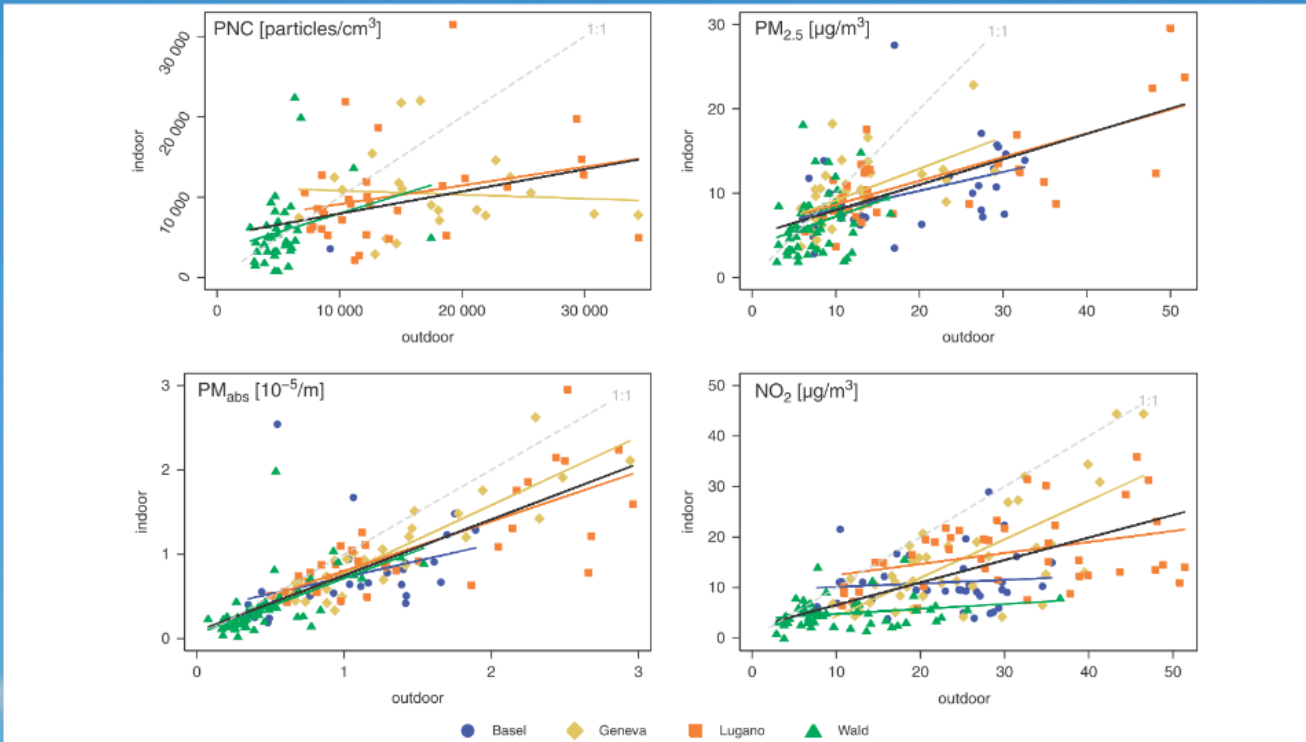 PNC [particles/cm³]
1:1
30 000
20 000
10 000
0
indoor
0 10 000 20 000 30 000
outdoor
PM₂.₅ [µg/m³]
1:1
30
20
10
0
indoor
0 10 20 30 40 50
outdoor
PMabs [10⁻⁵/m]
1:1
3
2
1
0
indoor
0 1 2 3
outdoor
NO₂ [µg/m³]
1:1
50
40
30
20
10
0
indoor
0 10 20 30 40 50
outdoor
Basel Geneva Lugano Wald